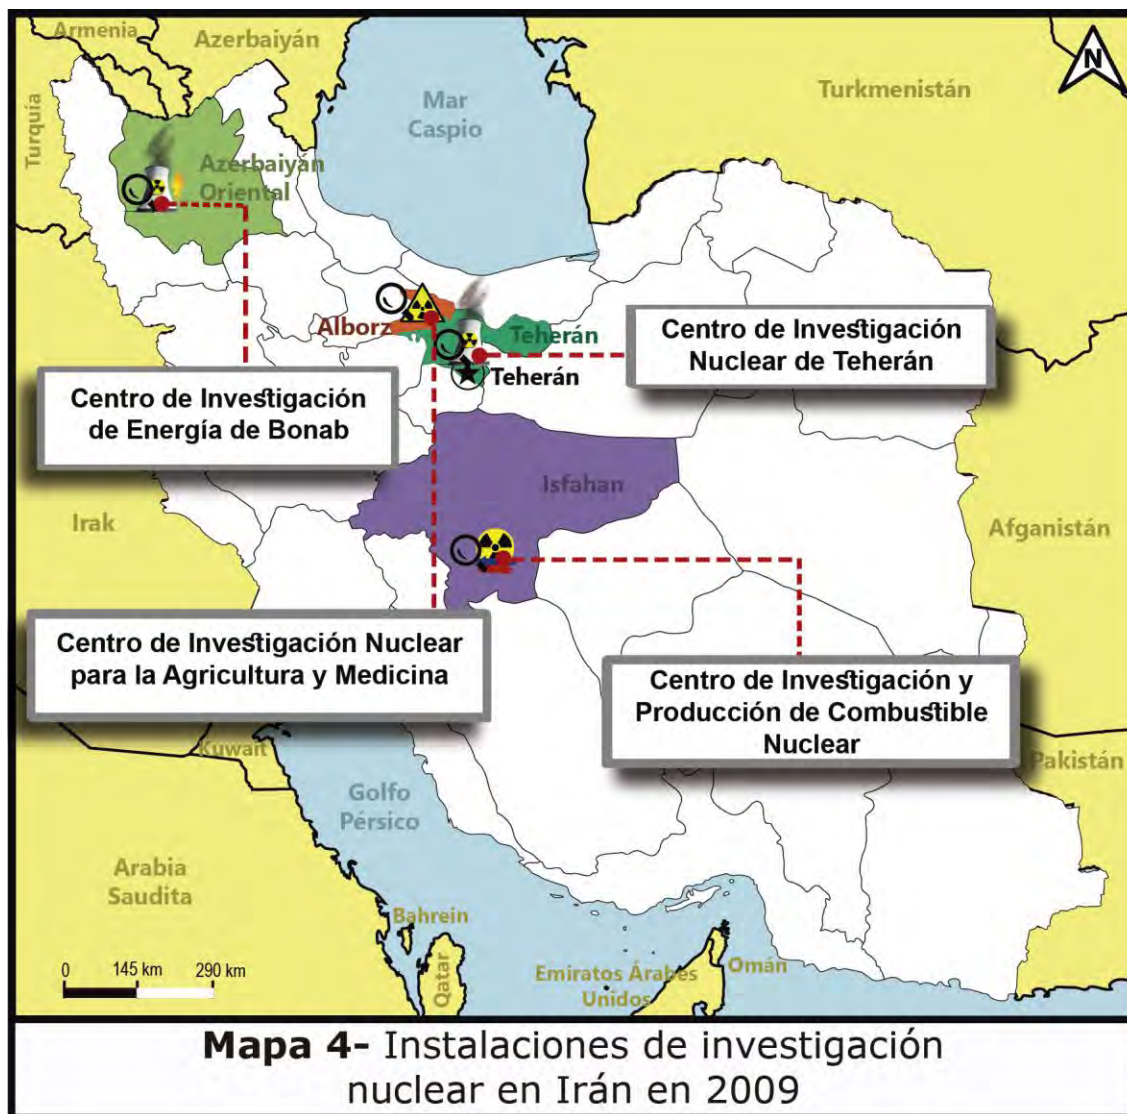 Armenia
Azerbaiyán
Turquía
Mar
Caspio
Turkmenistán
N
Azerbaiyán
Oriental
Alborz
Teherán
Teherán
Centro de Investigación
Nuclear de Teherán
Centro de Investigación
de Energía de Bonab
Isfahan
Irak
Afganistán
Centro de Investigación Nuclear
para la Agricultura y Medicina
Centro de Investigación y
Producción de Combustible
Nuclear
Kuwait
Pakistán
Golfo
Pérsico
Arabia
Saudita
Bahrein
Qatar
Emiratos Árabes
Unidos
Omán
0 145 km 290 km
Mapa 4- Instalaciones de investigación
nuclear en Irán en 2009